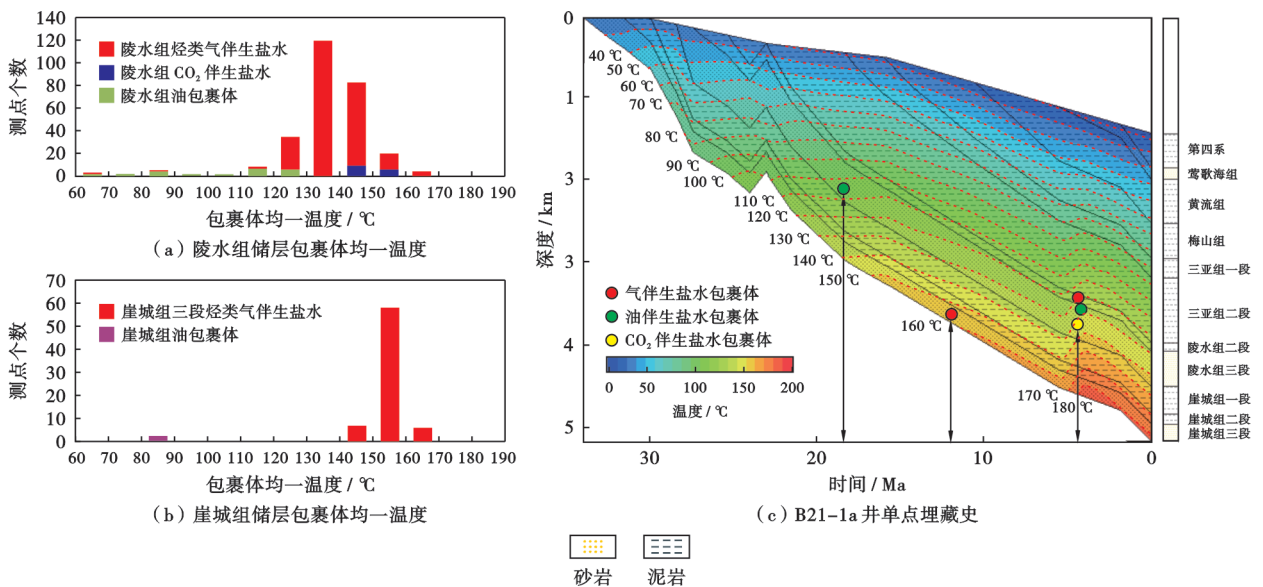 140
120
100
80
60
40
20
0
测点个数
陵水组烃类气伴生盐水
陵水组 CO2 伴生盐水
陵水组油包裹体
60 70 80 90 100 110 120 130 140 150 160 170 180 190
包裹体均一温度 / ℃
(a) 陵水组储层包裹体均一温度
70
60
50
40
30
20
10
0
测点个数
崖城组三段烃类气伴生盐水
崖城组油包裹体
60 70 80 90 100 110 120 130 140 150 160 170 180 190
包裹体均一温度 / ℃
(b) 崖城组储层包裹体均一温度
0
1
3
3
4
5
深度 / km
40 ℃
50 ℃
60 ℃
70 ℃
80 ℃
90 ℃
100 ℃
110 ℃
120 ℃
130 ℃
140 ℃
150 ℃
160 ℃
170 ℃
180 ℃
气伴生盐水包裹体
油伴生盐水包裹体
CO2 伴生盐水包裹体
0 50 100 150 200
温度 / ℃
30 20 10 0
时间 / Ma
(c) B21-1a 井单点埋藏史
第四系
莺歌海组
黄流组
梅山组
三亚组一段
三亚组二段
陵水组二段
陵水组三段
崖城组一段
崖城组二段
崖城组三段
砂岩 泥岩